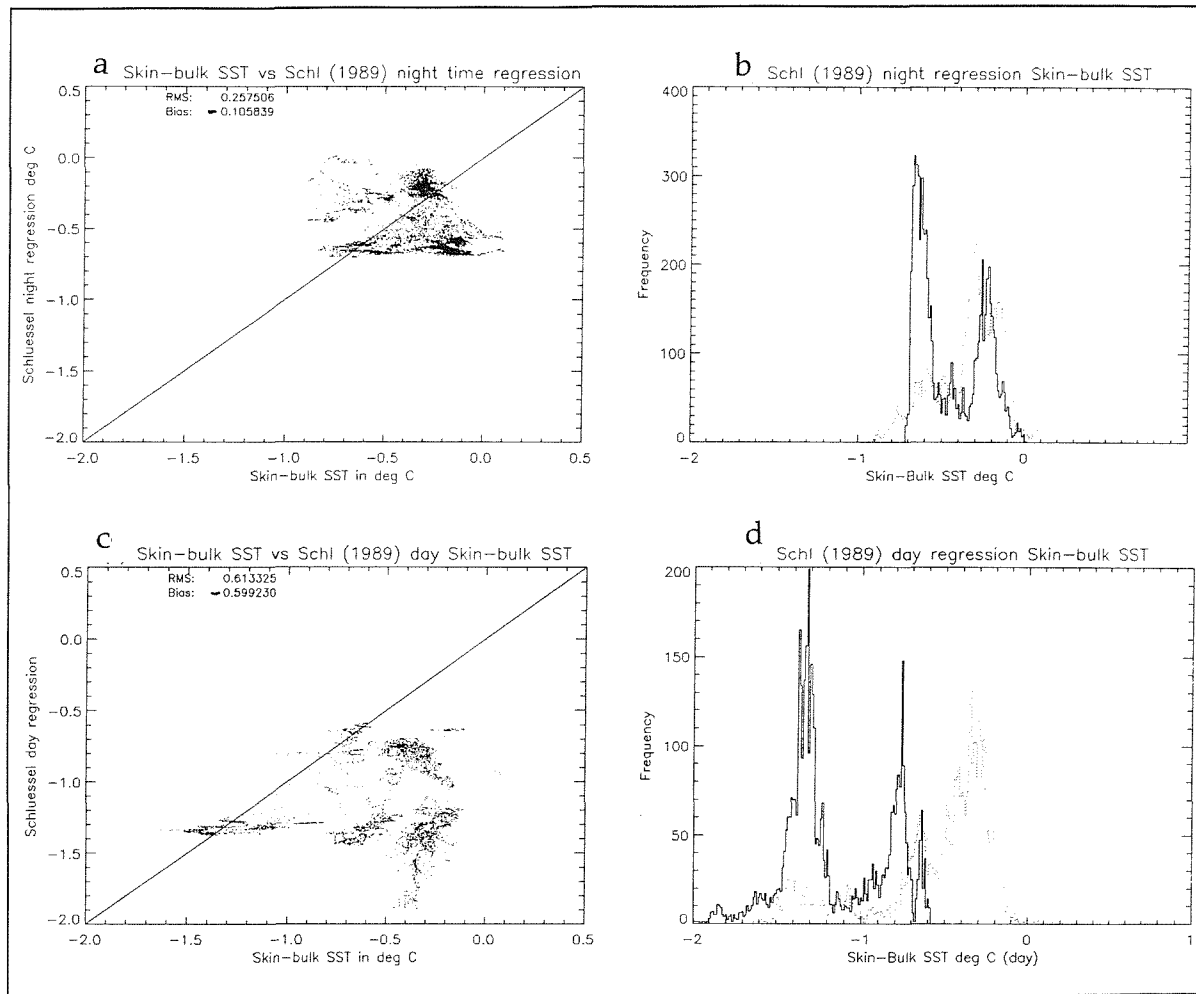 a
Skin-bulk SST vs Schl (1989) night time regression
RMS: 0.257506
Bias: -0.105839
0.5
0.0
-0.5
-1.0
-1.5
-2.0
Schluessel night regression deg C
-2.0 -1.5 -1.0 -0.5 0.0 0.5
Skin-bulk SST in deg C
b
Schl (1989) night regression Skin-bulk SST
400
300
200
100
0
Frequency
-2 -1 0
Skin-Bulk SST deg C
c
Skin-bulk SST vs Schl (1989) day Skin-bulk SST
RMS: 0.613325
Bias: -0.599230
0.5
0.0
-0.5
-1.0
-1.5
-2.0
Schluessel day regression
-2.0 -1.5 -1.0 -0.5 0.0 0.5
Skin-bulk SST in deg C
d
Schl (1989) day regression Skin-bulk SST
200
150
100
50
0
Frequency
-2 -1 0 1
Skin-Bulk SST deg C (day)